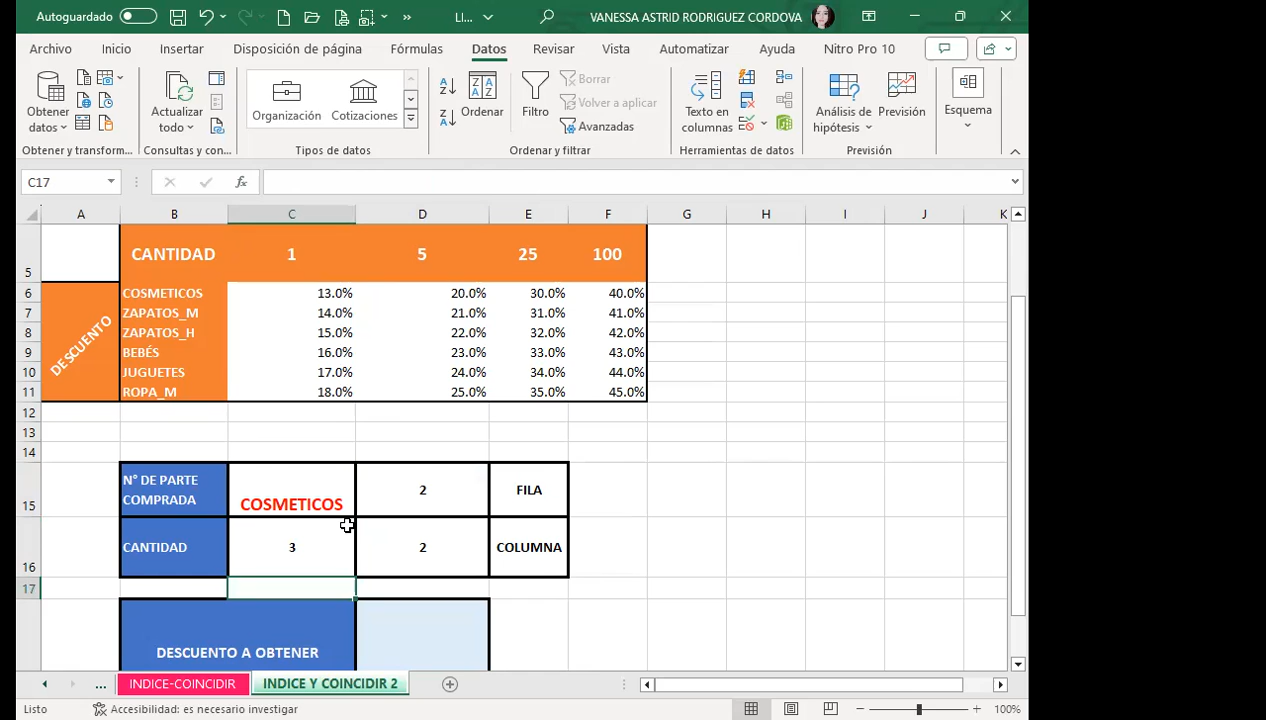 Autoguardado
LI...
VANESSA ASTRID RODRIGUEZ CORDOVA
Archivo Inicio Insertar Disposición de página Fórmulas Datos Revisar Vista Automatizar Ayuda Nitro Pro 10
Obtener datos
Actualizar todo
Organización
Cotizaciones
Ordenar
Filtro
Borrar
Volver a aplicar
Avanzadas
Texto en columnas
Análisis de hipótesis
Previsión
Esquema
Obtener y transform... Consultas y con... Tipos de datos Ordenar y filtrar Herramientas de datos Previsión
C17 fx
A B C D E F G H I J K
5 CANTIDAD 1 5 25 100
DESCUENTO
6 COSMETICOS 13.0% 20.0% 30.0% 40.0%
7 ZAPATOS_M 14.0% 21.0% 31.0% 41.0%
8 ZAPATOS_H 15.0% 22.0% 32.0% 42.0%
9 BEBÉS 16.0% 23.0% 33.0% 43.0%
10 JUGUETES 17.0% 24.0% 34.0% 44.0%
11 ROPA_M 18.0% 25.0% 35.0% 45.0%
12
13
14
15 N° DE PARTE COMPRADA COSMETICOS 2 FILA
16 CANTIDAD 3 2 COLUMNA
17
DESCUENTO A OBTENER
... INDICE-COINCIDIR INDICE Y COINCIDIR 2
Listo Accesibilidad: es necesario investigar 100%